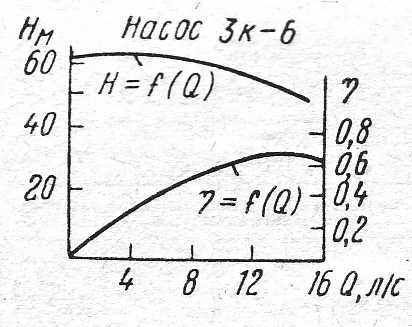 Hм Насос 3к-6
60
H = f(Q) η
40 0,8
0,6
20 η = f(Q) 0,4
0,2
4 8 12 16 Q, л/с